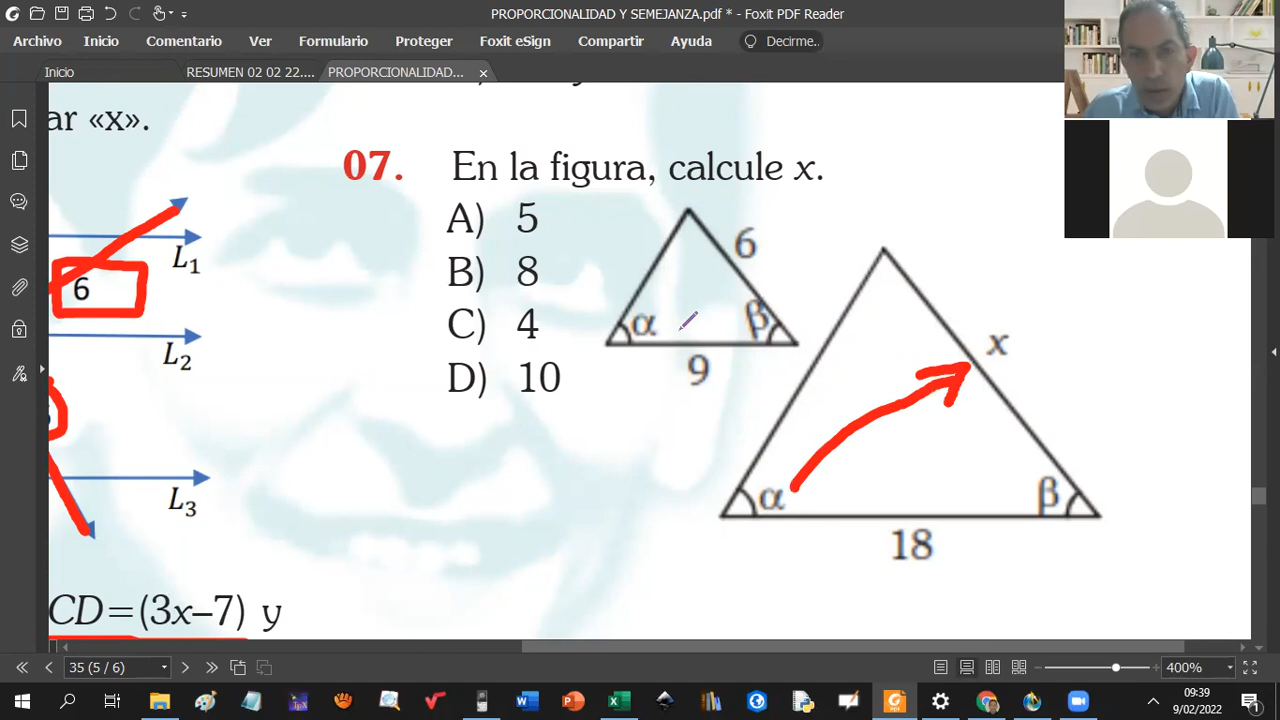 PROPORCIONALIDAD Y SEMEJANZA.pdf * - Foxit PDF Reader
Archivo Inicio Comentario Ver Formulario Proteger Foxit eSign Compartir Ayuda Decirme..
Inicio RESUMEN 02 02 22.... PROPORCIONALIDAD...
ar «x».
07. En la figura, calcule x.
A) 5
B) 8
C) 4
D) 10
6
α β
9
x
α β
18
L1
6
L2
L3
CD=(3x–7) y
35 (5 / 6)
400%
09:39
9/02/2022